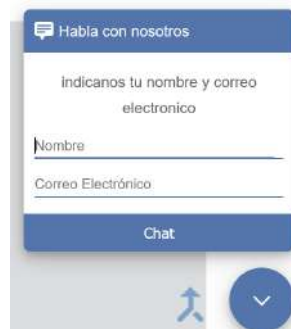 Habla con nosotros
indicanos tu nombre y correo
electronico
Nombre
Correo Electrónico
Chat